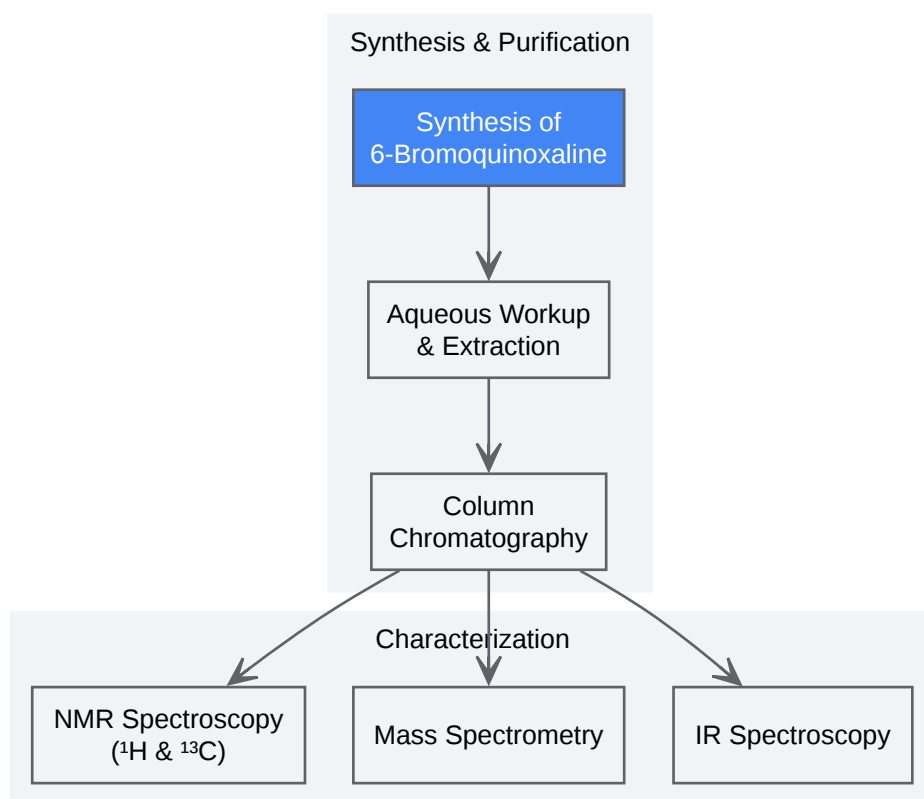 Synthesis & Purification
Synthesis of
6-Bromoquinoxaline
Aqueous Workup
& Extraction
Column
Chromatography
Characterization
NMR Spectroscopy
(¹H & ¹³C)
Mass Spectrometry
IR Spectroscopy